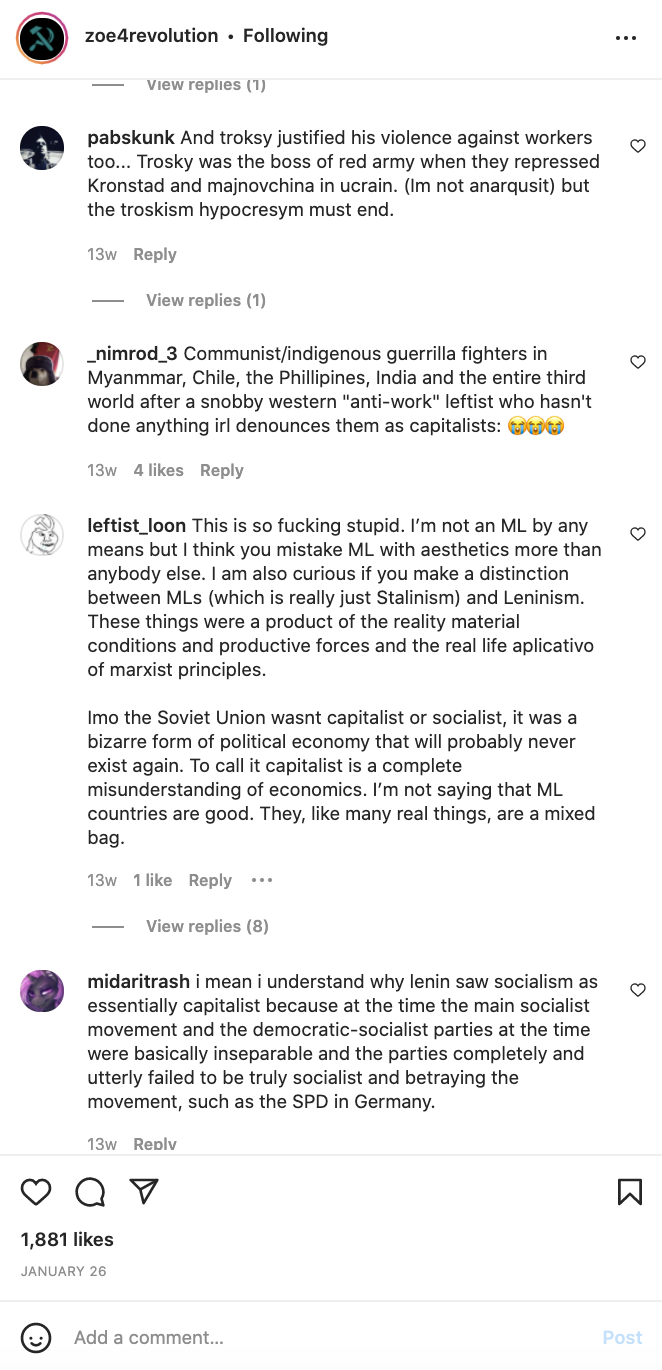 zoe4revolution • Following
View replies (1)
pabskunk And troksy justified his violence against workers
too... Trosky was the boss of red army when they repressed
Kronstad and majnovchina in ucrain. (Im not anarqusit) but
the troskism hypocresym must end.
13w Reply
View replies (1)
_nimrod_3 Communist/indigenous guerrilla fighters in
Myanmmar, Chile, the Phillipines, India and the entire third
world after a snobby western "anti-work" leftist who hasn't
done anything irl denounces them as capitalists: 😭😭😭
13w 4 likes Reply
leftist_loon This is so fucking stupid. I’m not an ML by any
means but I think you mistake ML with aesthetics more than
anybody else. I am also curious if you make a distinction
between MLs (which is really just Stalinism) and Leninism.
These things were a product of the reality material
conditions and productive forces and the real life aplicativo
of marxist principles.
Imo the Soviet Union wasnt capitalist or socialist, it was a
bizarre form of political economy that will probably never
exist again. To call it capitalist is a complete
misunderstanding of economics. I’m not saying that ML
countries are good. They, like many real things, are a mixed
bag.
13w 1 like Reply
View replies (8)
midaritrash i mean i understand why lenin saw socialism as
essentially capitalist because at the time the main socialist
movement and the democratic-socialist parties at the time
were basically inseparable and the parties completely and
utterly failed to be truly socialist and betraying the
movement, such as the SPD in Germany.
13w Reply
1,881 likes
JANUARY 26
Add a comment...
Post